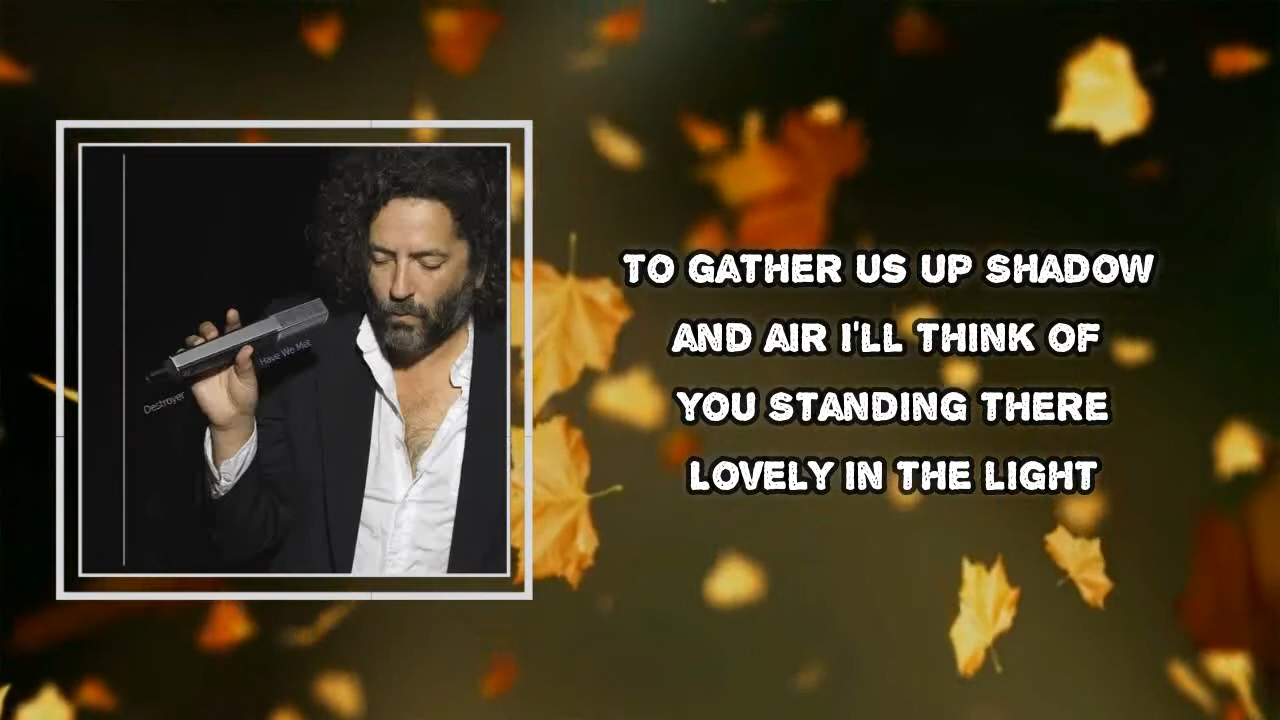 Have We Met
Destroyer
TO GATHER US UP SHADOW
AND AIR I'LL THINK OF
YOU STANDING THERE
LOVELY IN THE LIGHT